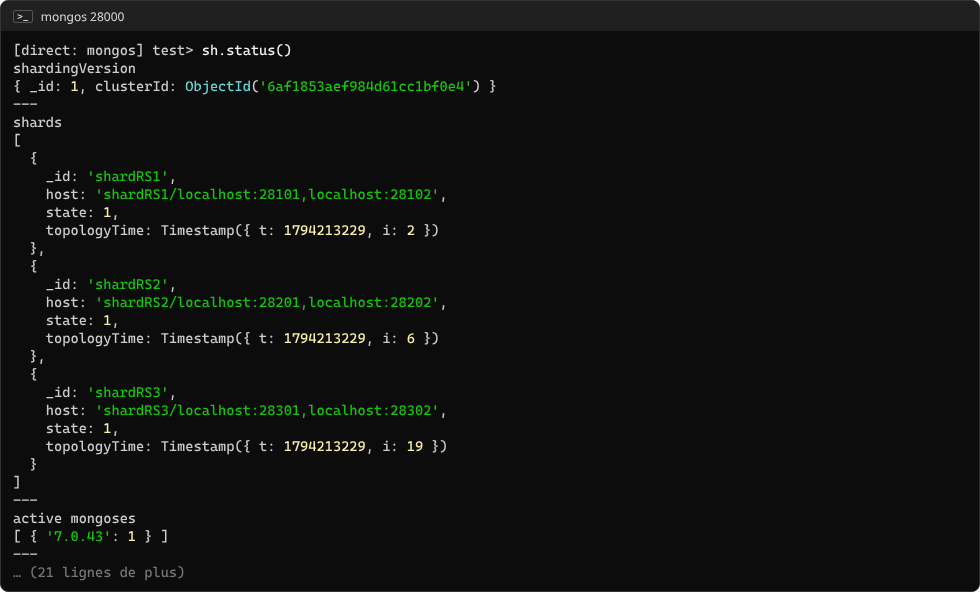 mongos 28000
[direct: mongos] test> sh.status()
shardingVersion
{ _id: 1, clusterId: ObjectId('6af1853aef984d61cc1bf0e4') }
---
shards
[
  {
    _id: 'shardRS1',
    host: 'shardRS1/localhost:28101,localhost:28102',
    state: 1,
    topologyTime: Timestamp({ t: 1794213229, i: 2 })
  },
  {
    _id: 'shardRS2',
    host: 'shardRS2/localhost:28201,localhost:28202',
    state: 1,
    topologyTime: Timestamp({ t: 1794213229, i: 6 })
  },
  {
    _id: 'shardRS3',
    host: 'shardRS3/localhost:28301,localhost:28302',
    state: 1,
    topologyTime: Timestamp({ t: 1794213229, i: 19 })
  }
]
---
active mongoses
[ { '7.0.43': 1 } ]
---
… (21 lignes de plus)